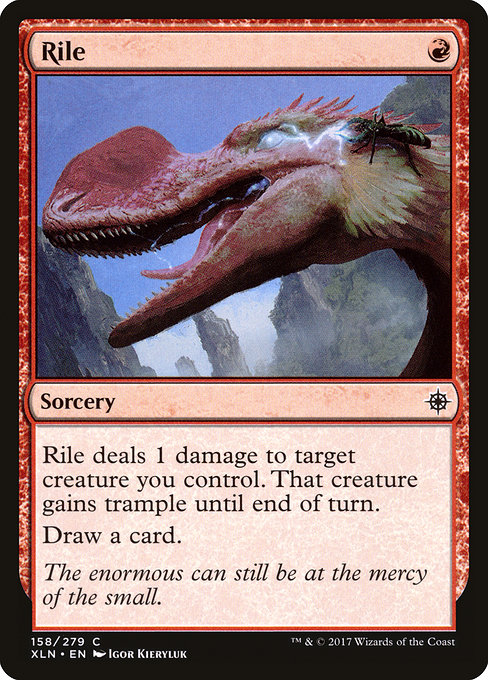 Rile
Sorcery
Rile deals 1 damage to target
creature you control. That creature
gains trample until end of turn.
Draw a card.
The enormous can still be at the mercy
of the small.
158/279 C
XLN • EN Igor Kieryluk
™ & © 2017 Wizards of the Coast